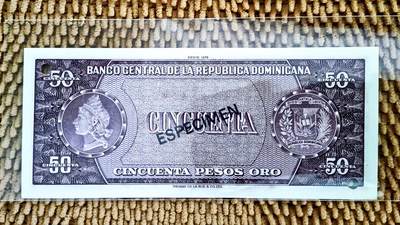 50 BANCO CENTRAL DE LA REPUBLICA DOMINICANA 50
CINCUENTA
ESPECIMEN
50 CINCUENTA PESOS ORO 50